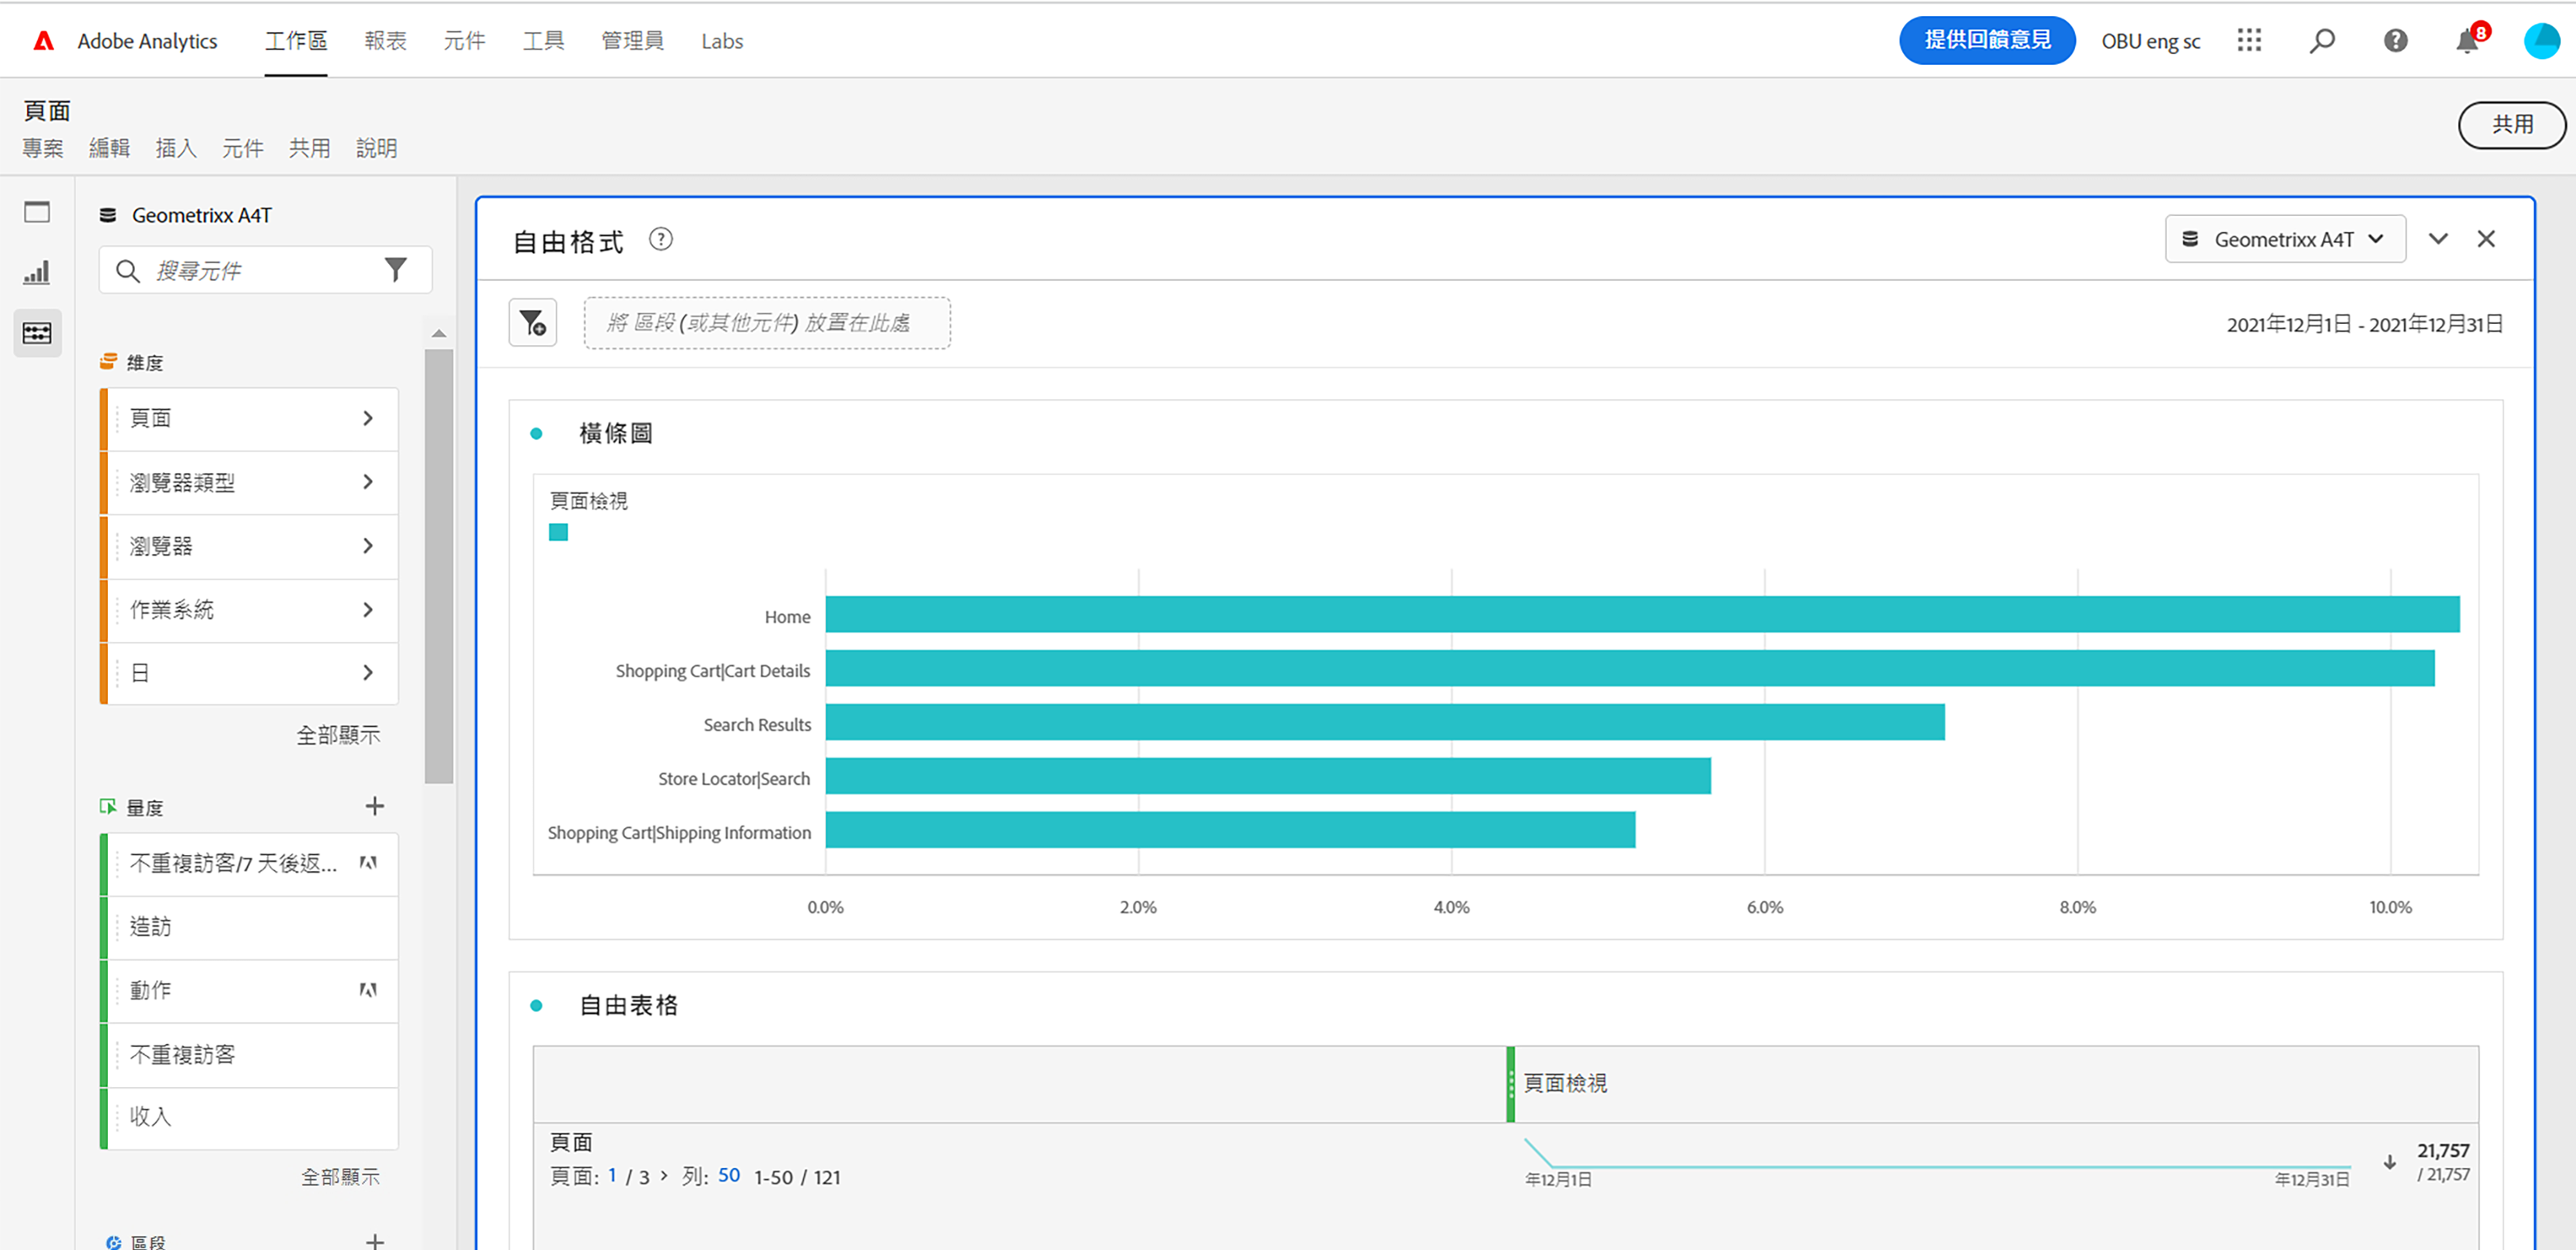 Adobe Analytics 工作區 報表 元件 工具 管理員 Labs 提供回饋意見 OBU eng sc 8
頁面
專案 編輯 插入 元件 共用 說明 共用
Geometrixx A4T
搜尋元件
維度
頁面
瀏覽器類型
瀏覽器
作業系統
日
全部顯示
量度
不重複訪客/7 天後返...
造訪
動作
不重複訪客
收入
全部顯示
區段
自由格式 Geometrixx A4T
將 區段 (或其他元件) 放置在此處 2021年12月1日 - 2021年12月31日
橫條圖
頁面檢視
Home
Shopping Cart|Cart Details
Search Results
Store Locator|Search
Shopping Cart|Shipping Information
0.0% 2.0% 4.0% 6.0% 8.0% 10.0%
自由表格
頁面檢視
頁面
頁面: 1 / 3 > 列: 50 1-50 / 121
年12月1日 年12月31日
21,757
/ 21,757